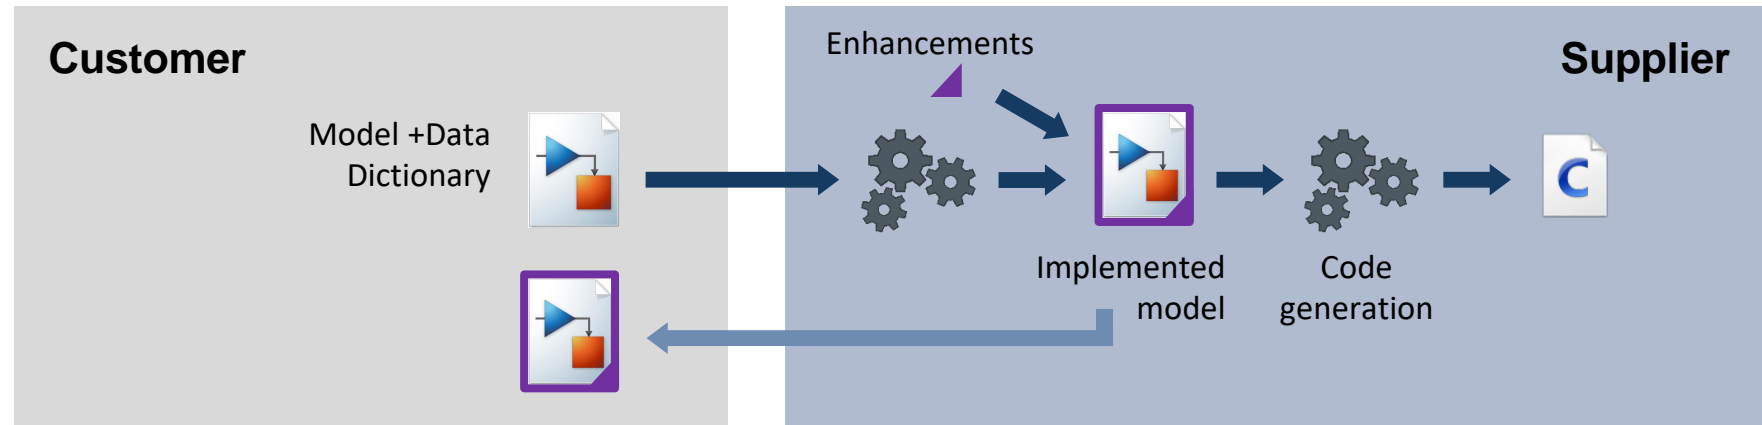 Customer
Model +Data
Dictionary
Enhancements
Supplier
Implemented
model
Code
generation
C